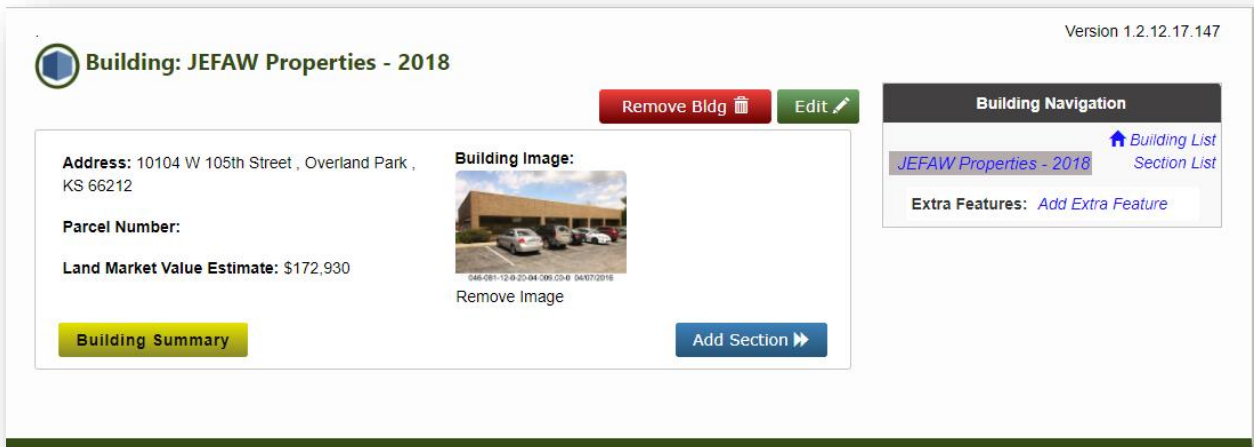 Version 1.2.12.17.147
Building: JEFAW Properties - 2018
Remove Bldg
Edit
Address: 10104 W 105th Street , Overland Park ,
KS 66212
Parcel Number:
Land Market Value Estimate: $172,930
Building Image:
Remove Image
Building Summary
Add Section
Building Navigation
Building List
JEFAW Properties - 2018 Section List
Extra Features: Add Extra Feature